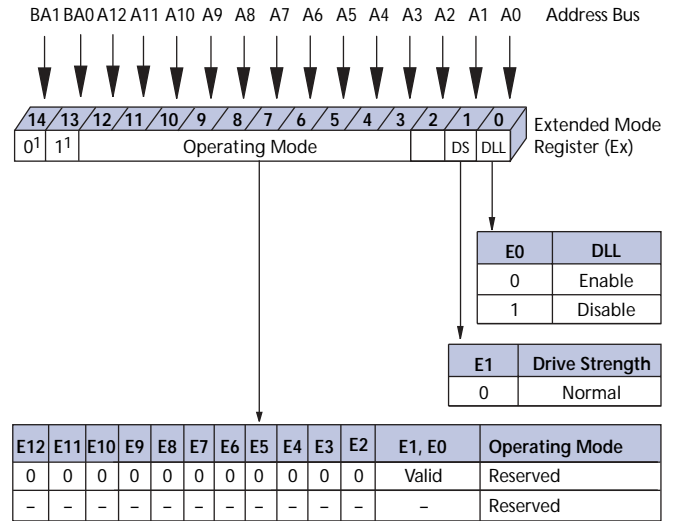 BA1 BA0 A12 A11 A10 A9 A8 A7 A6 A5 A4 A3 A2 A1 A0 Address Bus
14 13 12 11 10 9 8 7 6 5 4 3 2 1 0
0¹ 1¹ Operating Mode DS DLL
Extended Mode
Register (Ex)
E0 DLL
0 Enable
1 Disable
E1 Drive Strength
0 Normal
E12 E11 E10 E9 E8 E7 E6 E5 E4 E3 E2 E1, E0 Operating Mode
0 0 0 0 0 0 0 0 0 0 0 Valid Reserved
– – – – – – – – – – – – Reserved